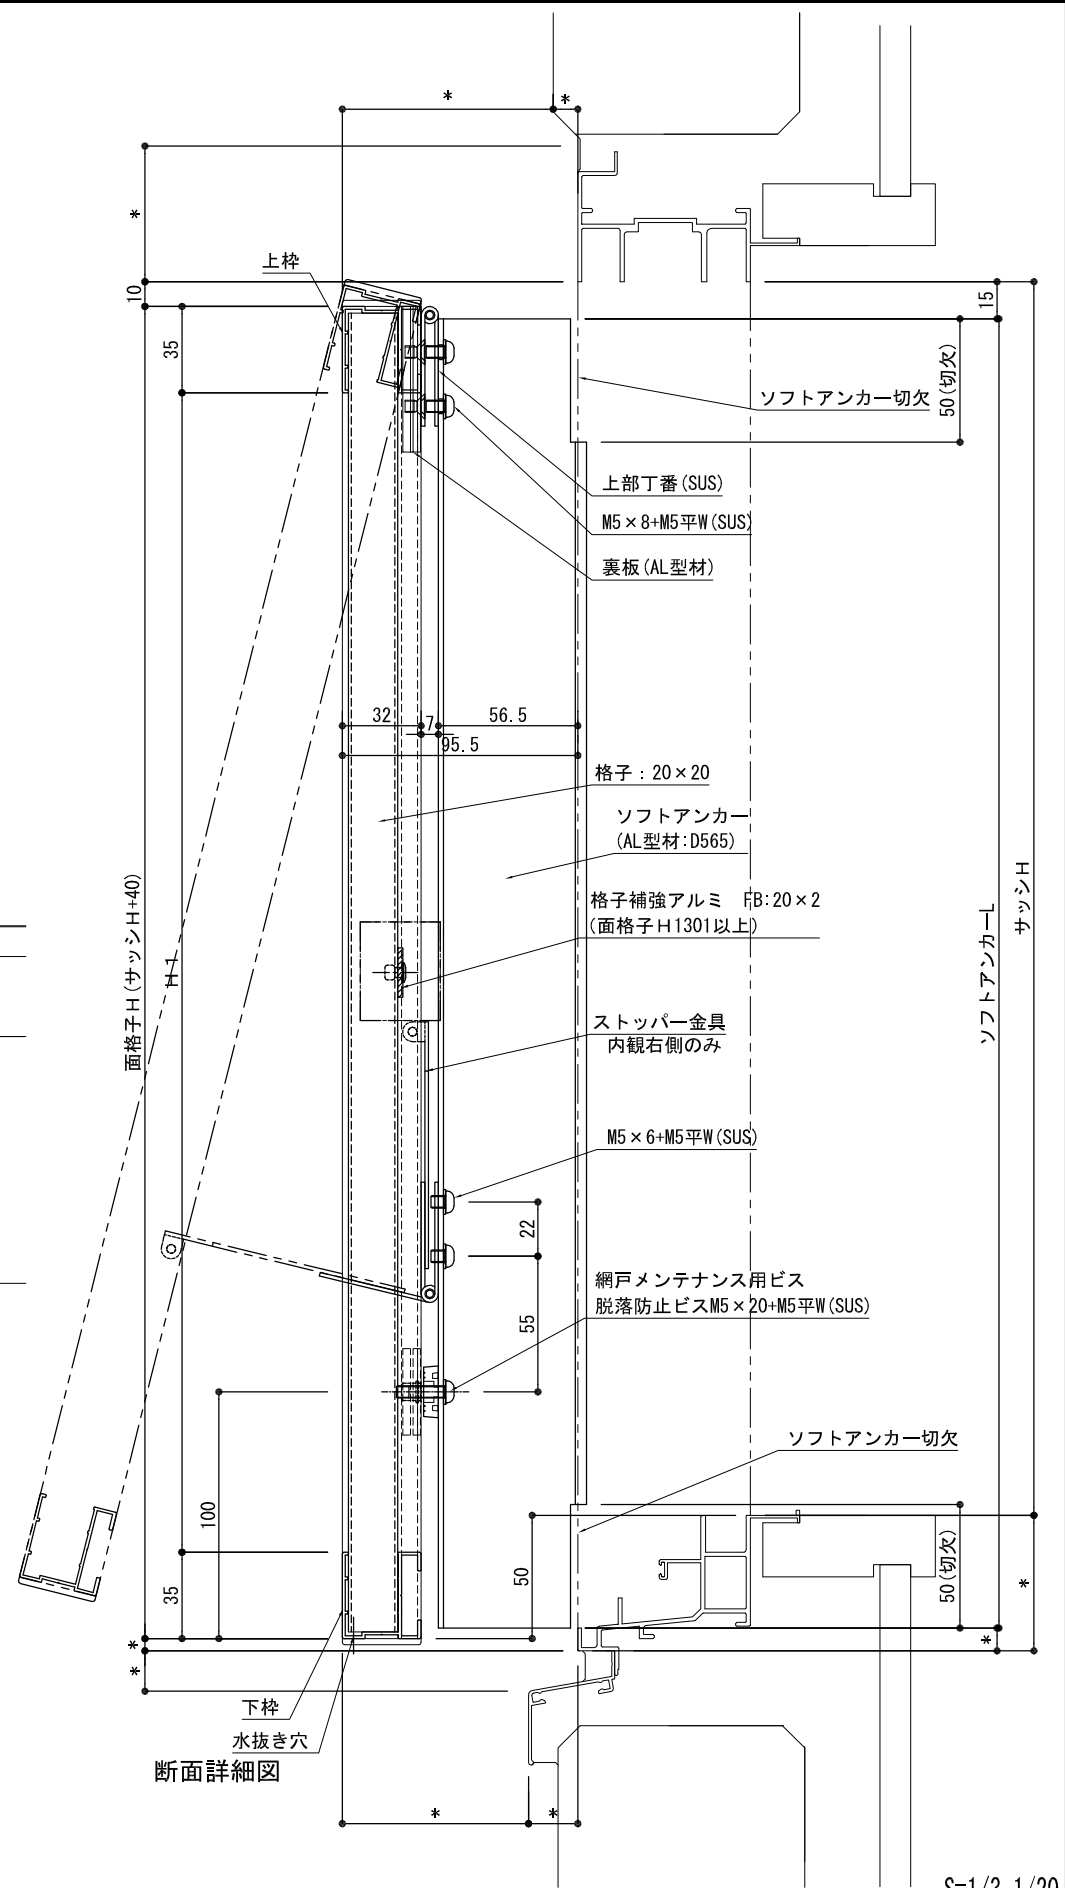 *
*
*
上枠
10
15
35
50(切欠)
ソフトアンカー切欠
上部丁番(SUS)
M5×8+M5平W(SUS)
裏板(AL型材)
32
7
56.5
95.5
格子：20×20
ソフトアンカー
(AL型材:D565)
格子補強アルミ　FB:20×2
(面格子H1301以上)
面格子H(サッシH+40)
H-1
ソフトアンカーL
サッシH
ストッパー金具
内観右側のみ
M5×6+M5平W(SUS)
22
網戸メンテナンス用ビス
脱落防止ビスM5×20+M5平W(SUS)
55
ソフトアンカー切欠
100
50
35
50(切欠)
*
*
*
*
下枠
水抜き穴
断面詳細図
*
*